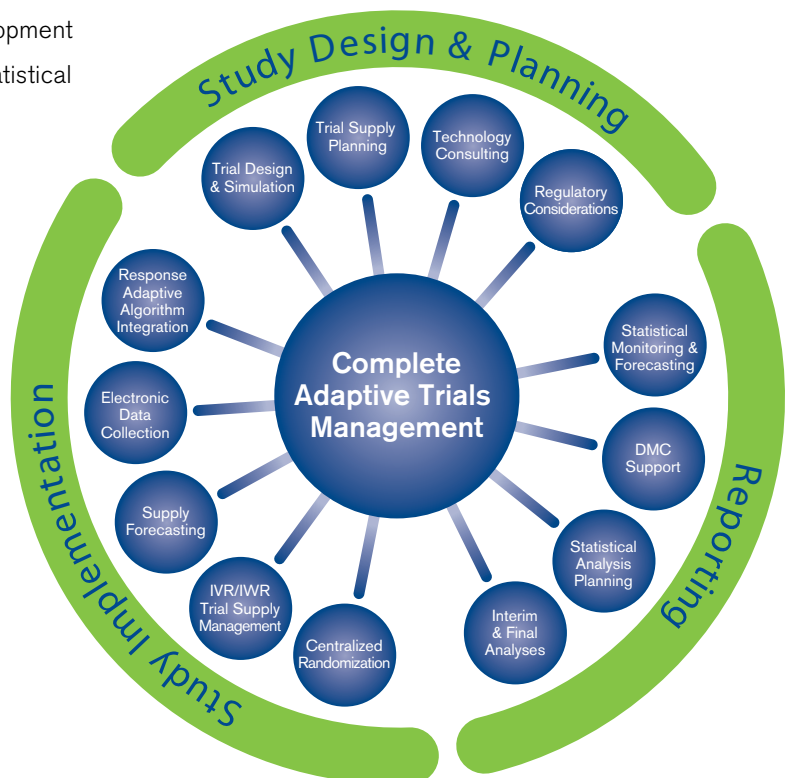 opment
atistical
Study Design & Planning
Trial Design
& Simulation
Trial Supply
Planning
Technology
Consulting
Regulatory
Considerations
Response
Adaptive
Algorithm
Integration
Electronic
Data
Collection
Supply
Forecasting
IVR/IWR
Trial Supply
Management
Centralized
Randomization
Study Implementation
Complete
Adaptive Trials
Management
Statistical
Monitoring &
Forecasting
DMC
Support
Statistical
Analysis
Planning
Interim
& Final
Analyses
Reporting